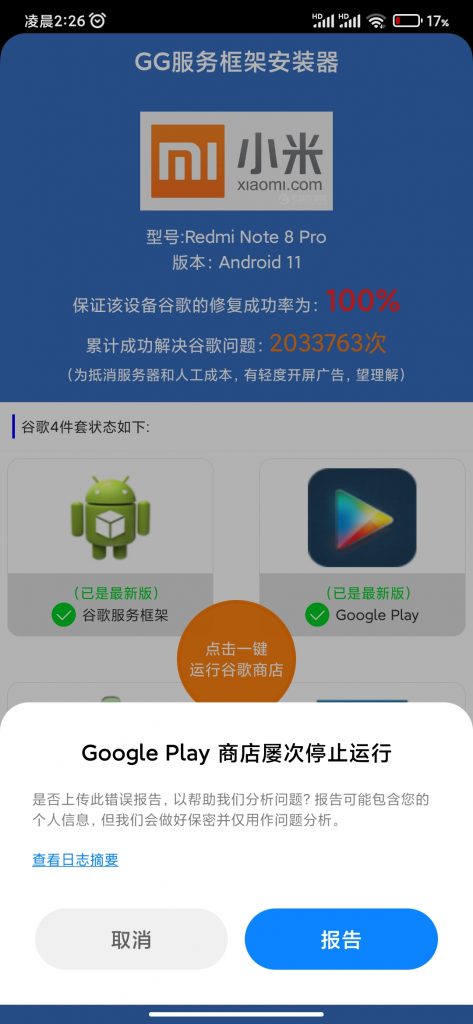 凌晨2:26
HD HD 17%
GG服务框架安装器
小米
xiaomi.com
型号:Redmi Note 8 Pro
版本: Android 11
保证该设备谷歌的修复成功率为: 100%
累计成功解决谷歌问题: 2033763次
(为抵消服务器和人工成本, 有轻度开屏广告, 望理解)
谷歌4件套状态如下:
(已是最新版)
谷歌服务框架
(已是最新版)
Google Play
点击一键
运行谷歌商店
Google Play 商店屡次停止运行
是否上传此错误报告, 以帮助我们分析问题? 报告可能包含您的
个人信息, 但我们会做好保密并仅用作问题分析。
查看日志摘要
取消
报告